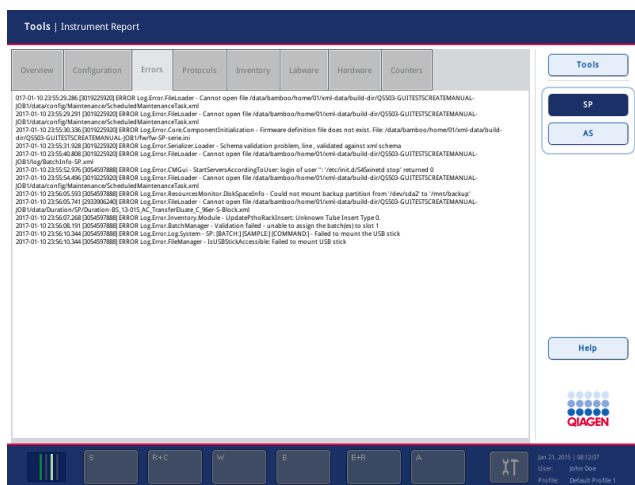 Tools | Instrument Report
Overview
Configuration
Errors
Protocols
Inventory
Labware
Hardware
Counters
017-01-10 23:55:29.286 [3019225920] ERROR Log.Error.FileLoader - Cannot open file /data/bamboo/home/01/xml-data/build-dir/QS503-GUITESTSCREATEMANUAL-
JOB1/data/config/Maintenance/ScheduledMaintenanceTask.xml
2017-01-10 23:55:29.291 [3019225920] ERROR Log.Error.FileLoader - Cannot open file /data/bamboo/home/01/xml-data/build-dir/QS503-GUITESTSCREATEMANUAL-
JOB1/data/config/Maintenance/ScheduledMaintenanceTask.xml
2017-01-10 23:55:30.336 [3019225920] ERROR Log.Error.Core.ComponentInitialization - Firmware definition file does not exist. File: /data/bamboo/home/01/xml-data/build-
dir/QS503-GUITESTSCREATEMANUAL-JOB1/fw/fw-SP-serie.ini
2017-01-10 23:55:31.928 [3019225920] ERROR Log.Error.Serializer.Loader - Schema validation problem, line , validated against xml schema
2017-01-10 23:55:40.808 [3019225920] ERROR Log.Error.FileLoader - Cannot open file /data/bamboo/home/01/xml-data/build-dir/QS503-GUITESTSCREATEMANUAL-
JOB1/log/BatchInfo-SP.xml
2017-01-10 23:55:52.976 [3054597888] ERROR Log.Error.CMGui - StartServersAccordingToUser: login of user '': '/etc/init.d/S45xinetd stop' returned 0
2017-01-10 23:55:54.496 [3054597888] ERROR Log.Error.FileLoader - Cannot open file /data/bamboo/home/01/xml-data/build-dir/QS503-GUITESTSCREATEMANUAL-
JOB1/data/config/Maintenance/ScheduledMaintenanceTask.xml
2017-01-10 23:56:05.593 [3054597888] ERROR Log.Error.ResourcesMonitor.DiskSpaceInfo - Could not mount backup partition from '/dev/sda2' to '/mnt/backup'
2017-01-10 23:56:05.741 [2933906240] ERROR Log.Error.FileLoader - Cannot open file /data/bamboo/home/01/xml-data/build-dir/QS503-GUITESTSCREATEMANUAL-
JOB1/data/Duration/SP/Duration-BS_13-015_AC_TransferEluate_C_96er-S-Block.xml
2017-01-10 23:56:07.268 [3054597888] ERROR Log.Error.Inventory.Module - UpdatePthoRackInsert: Unknown Tube Insert Type 0.
2017-01-10 23:56:08.191 [3054597888] ERROR Log.Error.BatchManager - Validation failed - unable to assign the batch(es) to slot 1
2017-01-10 23:56:10.344 [3054597888] ERROR Log.Error.Log.System - SP: [BATCH:] [SAMPLE:] [COMMAND:] - Failed to mount the USB stick
2017-01-10 23:56:10.344 [3054597888] ERROR Log.Error.FileManager - IsUSBStickAccessible: Failed to mount USB stick
Tools
SP
AS
Help
QIAGEN
S
R+C
W
E
E+R
A
Jan 21, 2015 | 08:12:07
User: John Doe
Profile: Default Profile 1